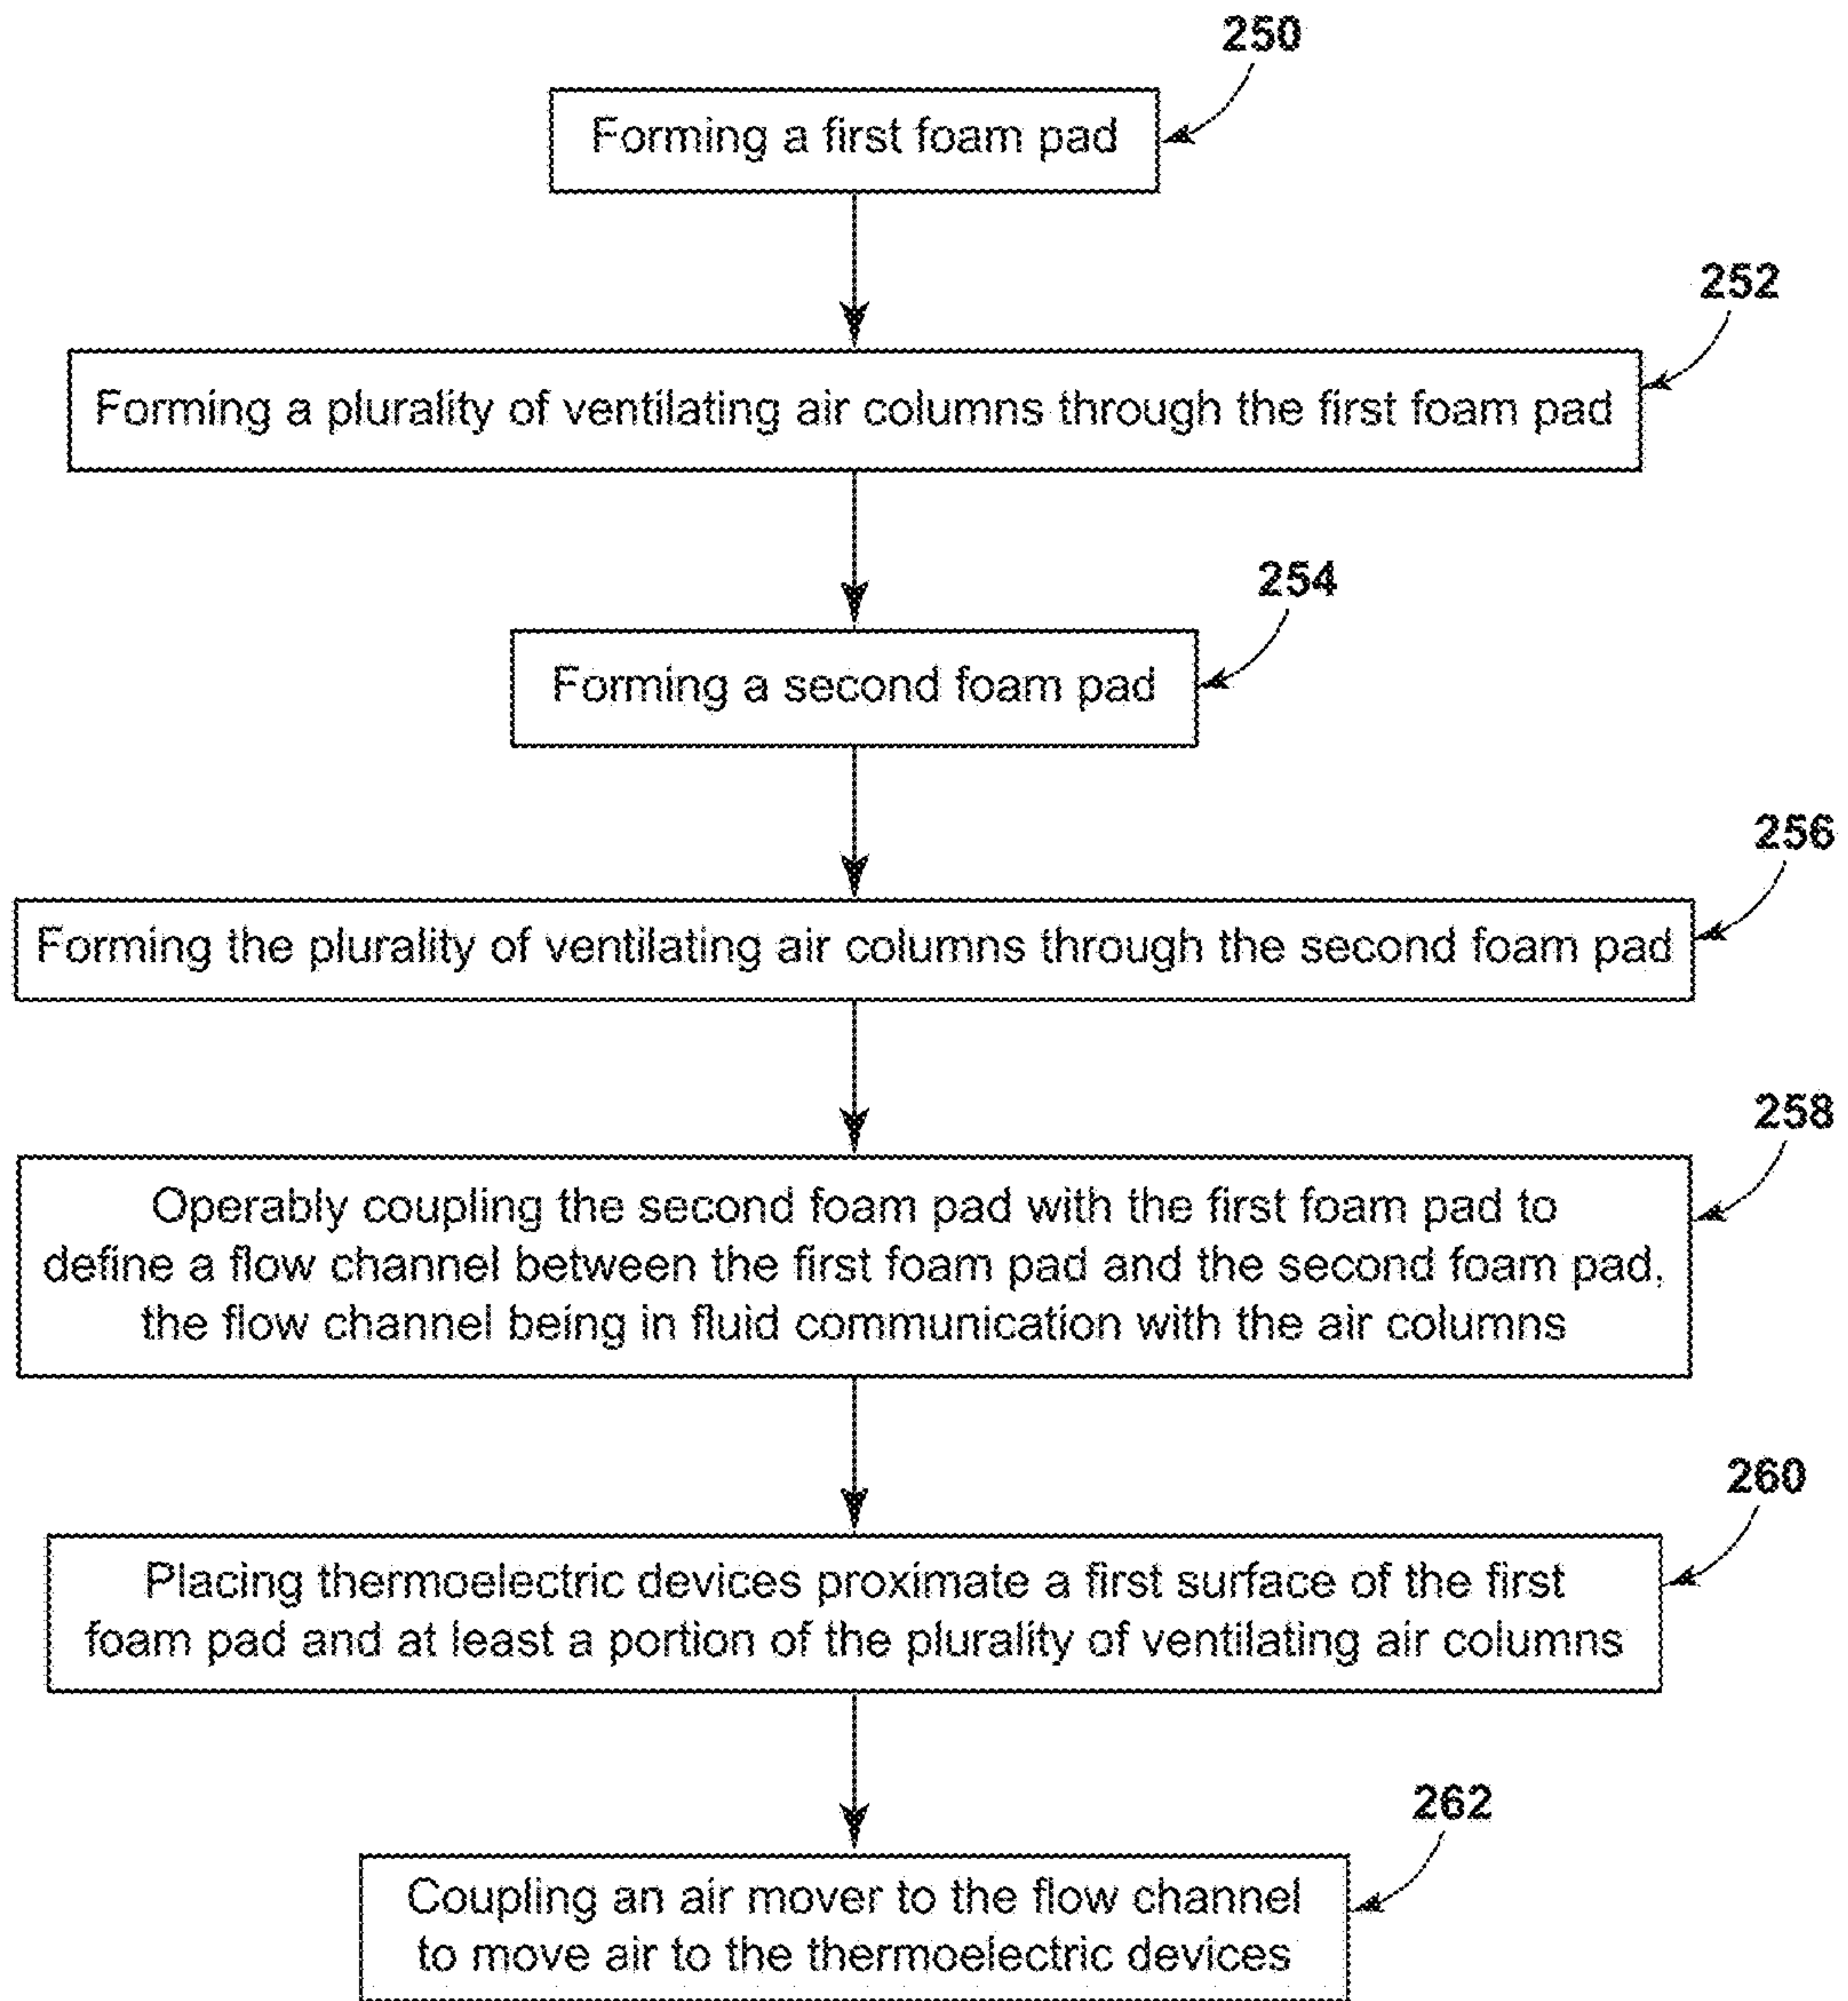 250
Forming a first foam pad
252
Forming a plurality of ventilating air columns through the first foam pad
254
Forming a second foam pad
256
Forming the plurality of ventilating air columns through the second foam pad
258
Operably coupling the second foam pad with the first foam pad to
define a flow channel between the first foam pad and the second foam pad,
the flow channel being in fluid communication with the air columns
260
Placing thermoelectric devices proximate a first surface of the first
foam pad and at least a portion of the plurality of ventilating air columns
262
Coupling an air mover to the flow channel
to move air to the thermoelectric devices